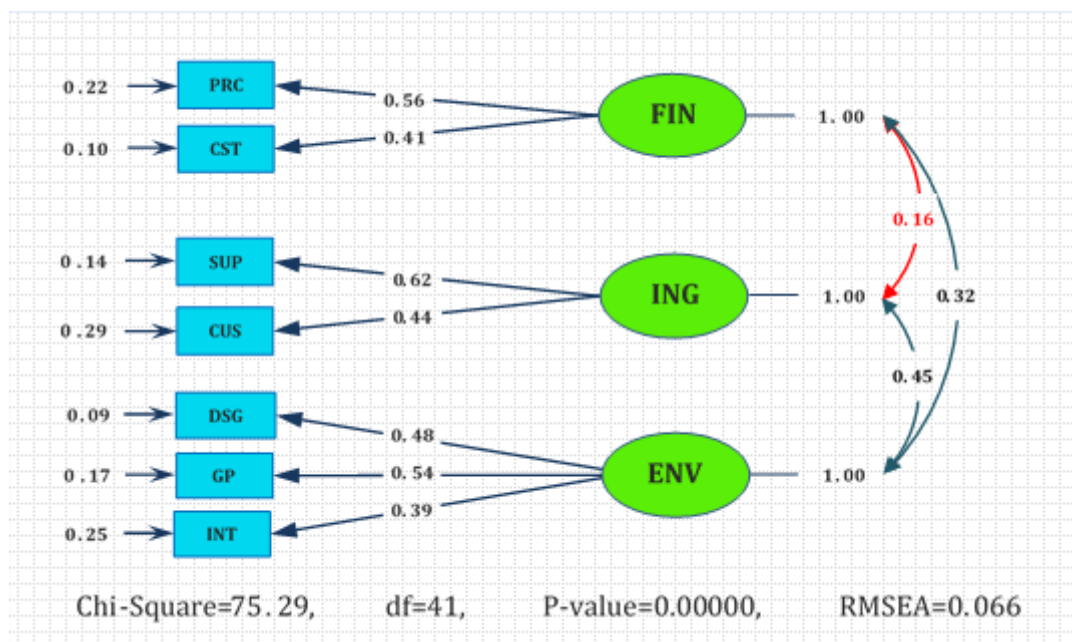 0.22 PRC 0.56 FIN 1.00
0.10 CST 0.41
0.16
0.14 SUP 0.62 ING 1.00 0.32
0.29 CUS 0.44
0.45
0.09 DSG 0.48
0.17 GP 0.54 ENV 1.00
0.25 INT 0.39
Chi-Square=75.29, df=41, P-value=0.00000, RMSEA=0.066